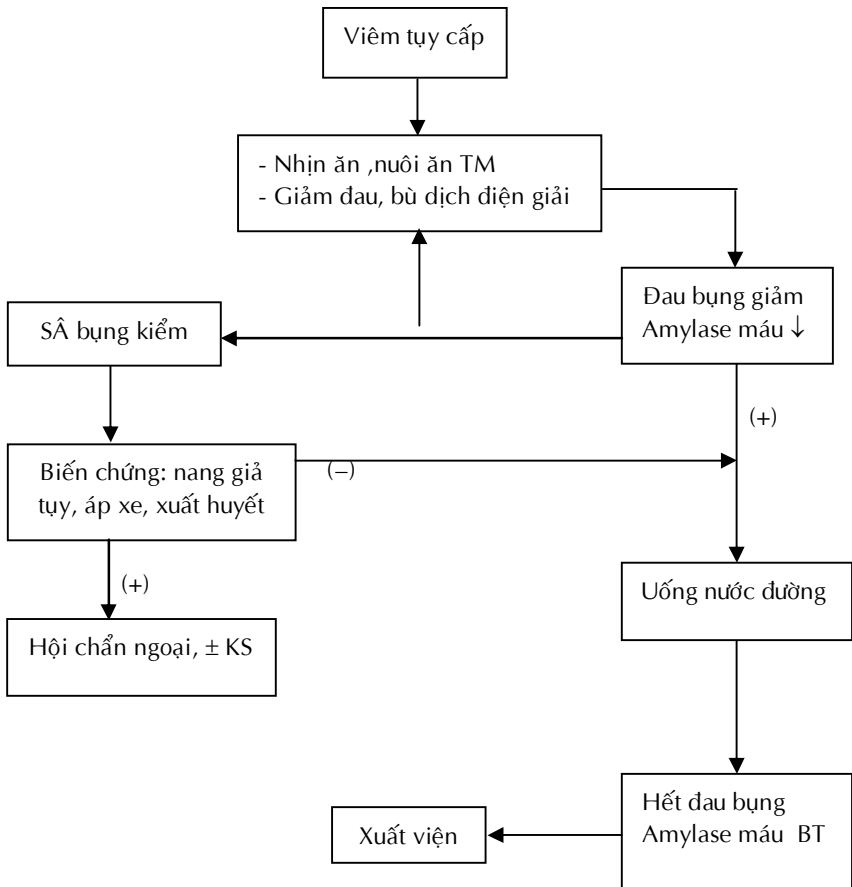 Viêm tụy cấp
- Nhịn ăn ,nuôi ăn TM
- Giảm đau, bù dịch điện giải
Đau bụng giảm
Amylase máu ↓
SÂ bụng kiểm
(+)
Biến chứng: nang giả
tụy, áp xe, xuất huyết
(–)
(+)
Uống nước đường
Hội chẩn ngoại, ± KS
Hết đau bụng
Amylase máu BT
Xuất viện